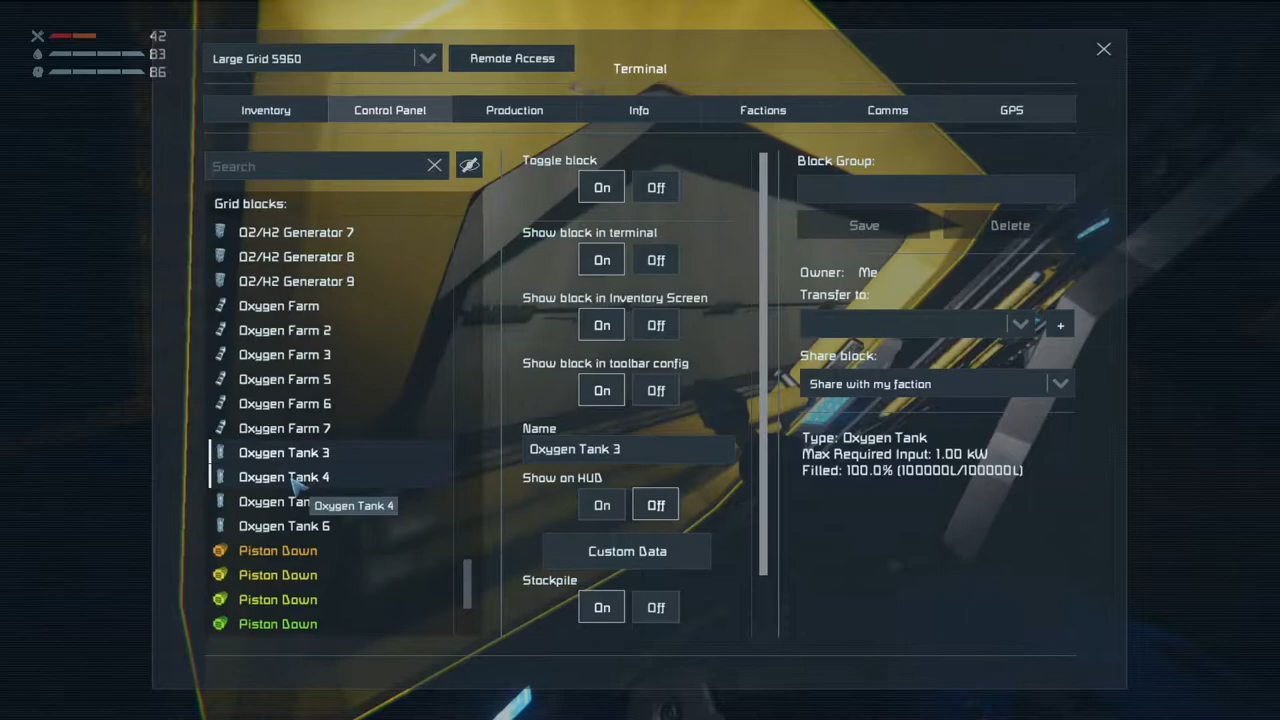 42
83
86
Large Grid 5960
Remote Access
Terminal
Inventory
Control Panel
Production
Info
Factions
Comms
GPS
Search
Grid blocks:
O2/H2 Generator 7
O2/H2 Generator 8
O2/H2 Generator 9
Oxygen Farm
Oxygen Farm 2
Oxygen Farm 3
Oxygen Farm 5
Oxygen Farm 6
Oxygen Farm 7
Oxygen Tank 3
Oxygen Tank 4
Oxygen Tan
Oxygen Tank 4
Oxygen Tank 6
Piston Down
Piston Down
Piston Down
Piston Down
Toggle block
On Off
Show block in terminal
On Off
Show block in Inventory Screen
On Off
Show block in toolbar config
On Off
Name
Oxygen Tank 3
Show on HUD
On Off
Custom Data
Stockpile
On Off
Block Group:
Save Delete
Owner: Me
Transfer to:
+
Share block:
Share with my faction
Type: Oxygen Tank
Max Required Input: 1.00 kW
Filled: 100.0% (100000L/100000L)